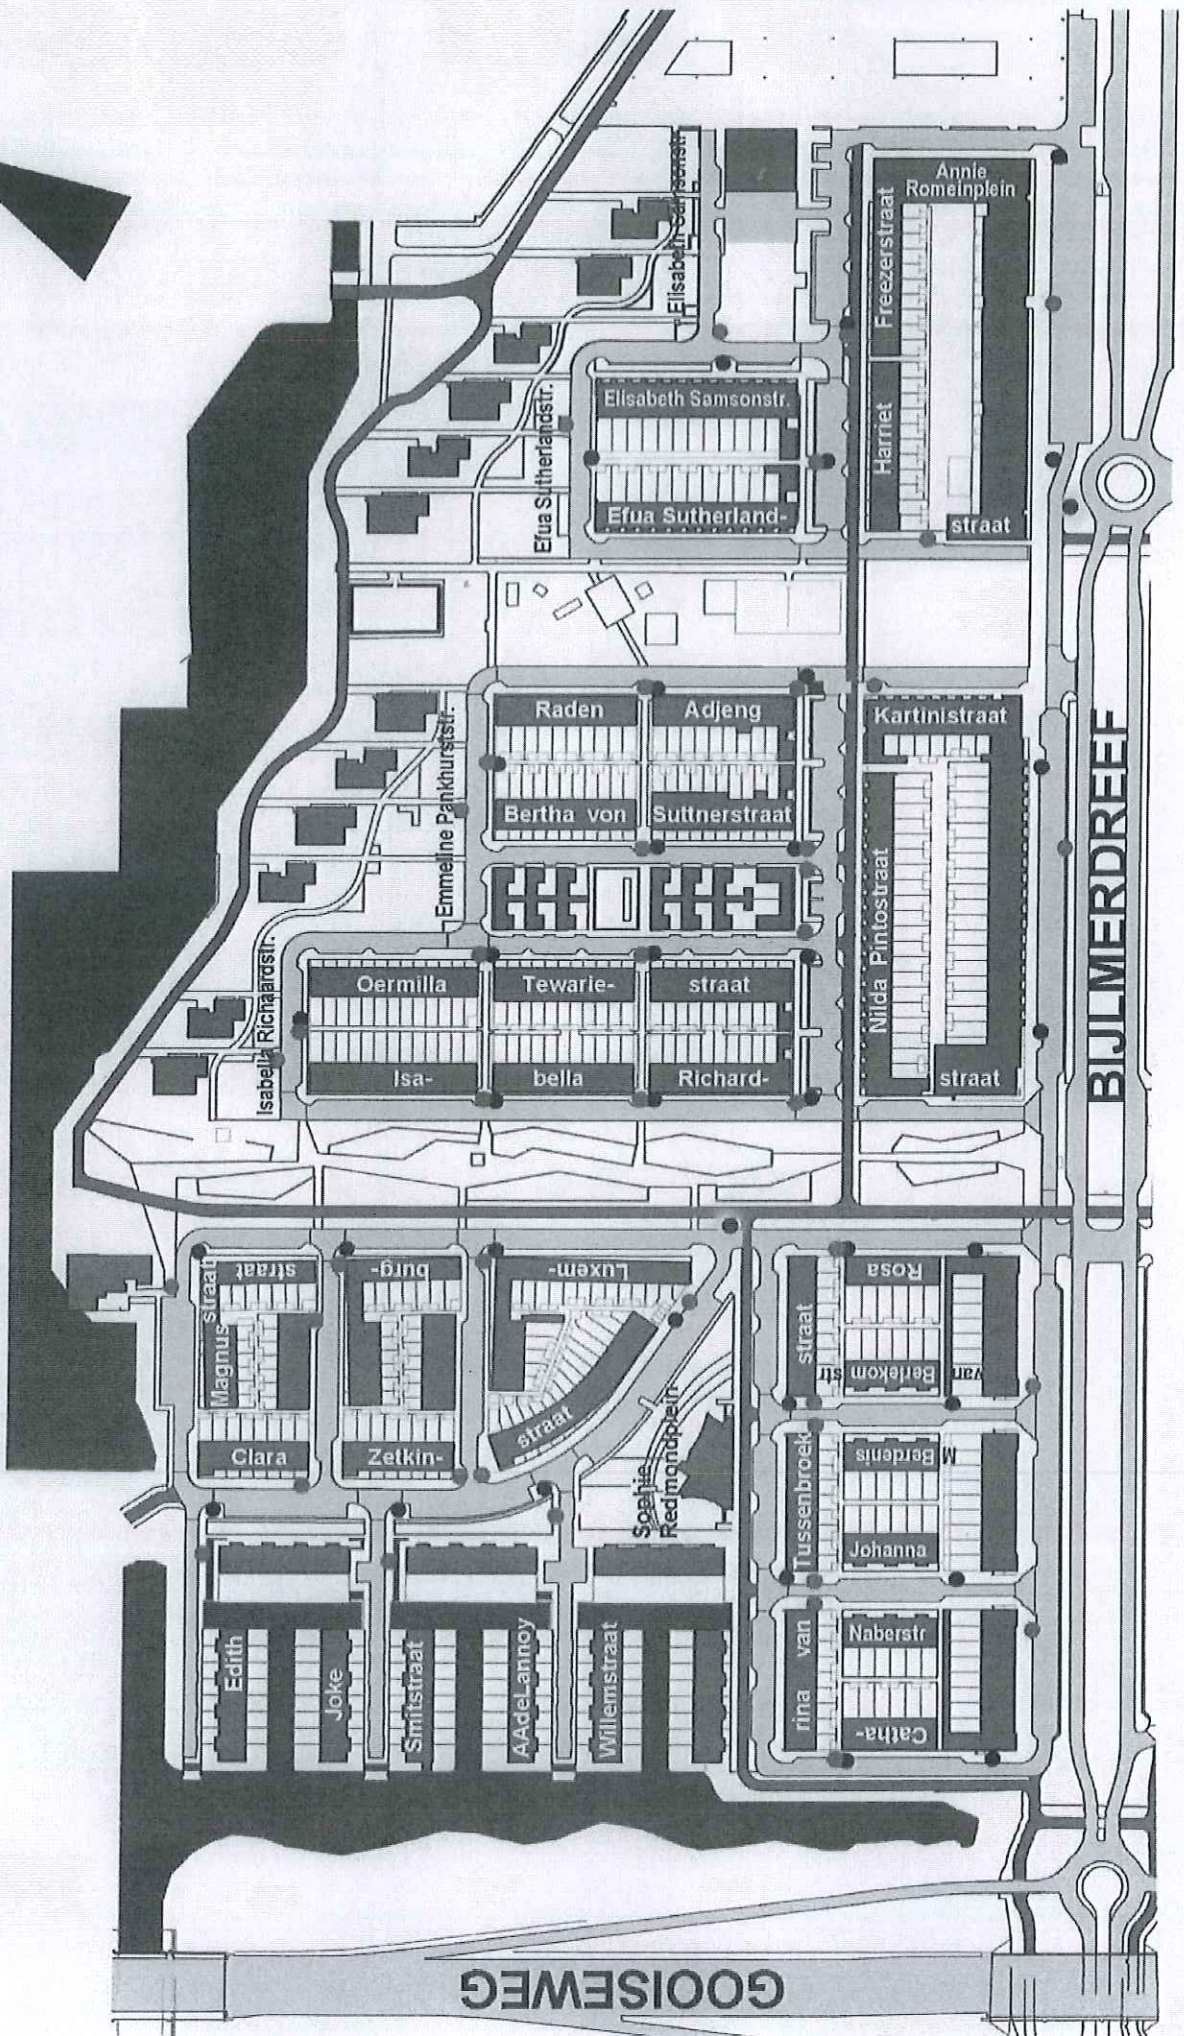 Elisabeth Samsonstr.
Annie
Romeinplein
Freezerstraat
Harriet
straat
Elisabeth Samsonstr.
Efua Sutherland-
Efua Sutherlandstr.
Raden
Adjeng
Kartinistraat
Bertha von
Suttnerstraat
Emmeline Pankhurststr.
Nilda Pintostraat
straat
BIJLMERDREEF
Oermilla
Tewarie-
straat
Isa-
bella
Richard-
Isabella Richaardstr.
straat
Magnus
straat
burg-
Luxem-
Clara
Zetkin-
straat
Sophie
Redmondplein
straat
Rosa
van
Berlekom
str
Tussenbroek
Berdenis
M
Johanna
rina van
Naberstr
Catha-
Edith
Joke
Smitstraat
AAdeLannoy
Willemstraat
GOOISEWEG